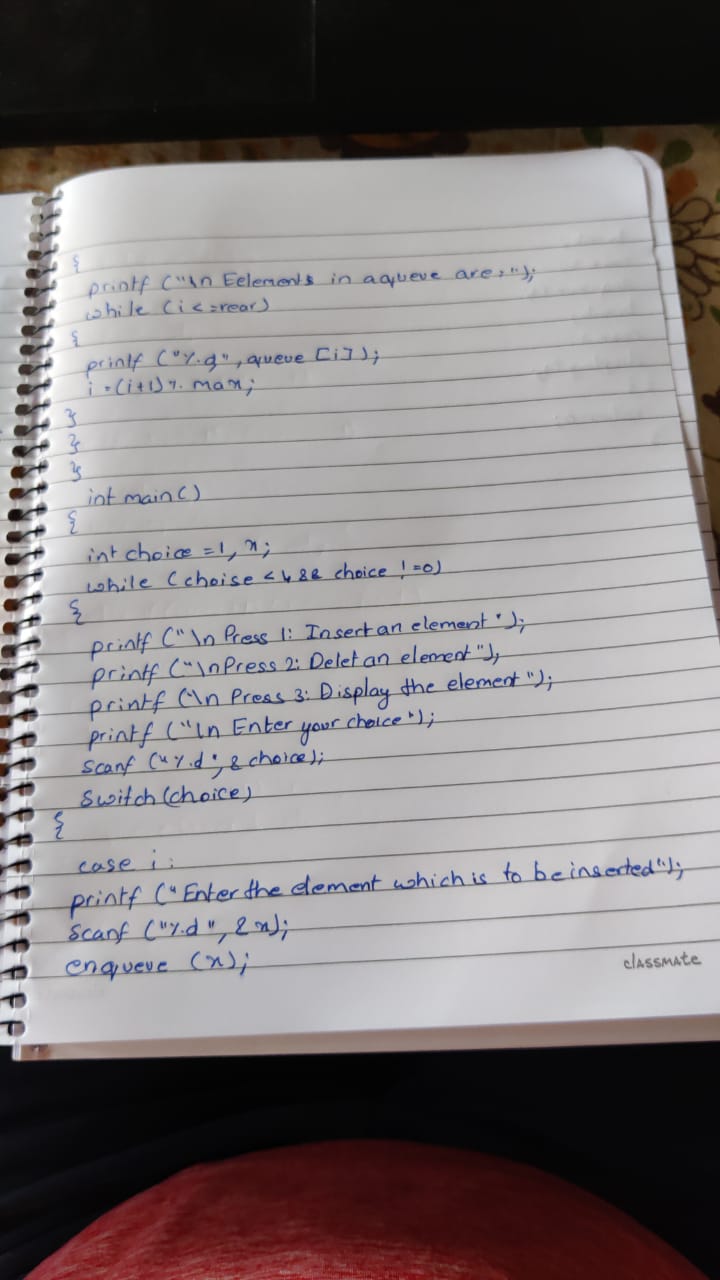 {
printf ("\n Eelements in a queue are:");
while (i<=rear)
{
printf ("%.g", queue [i]);
i =(i+1)%. max;
}
}
}
int main()
{
int choice =1, x;
while (choise <4 && choice !=0)
{
printf ("\n Press 1: Insert an element");
printf ("\n Press 2: Delet an element"),
printf ("\n Press 3: Display the element");
printf ("\n Enter your choice");
scanf ("%.d", & choice);
switch (choice)
{
case i:
printf ("Enter the element which is to be inserted");
scanf ("%.d", & x);
enqueue (x);
classmate